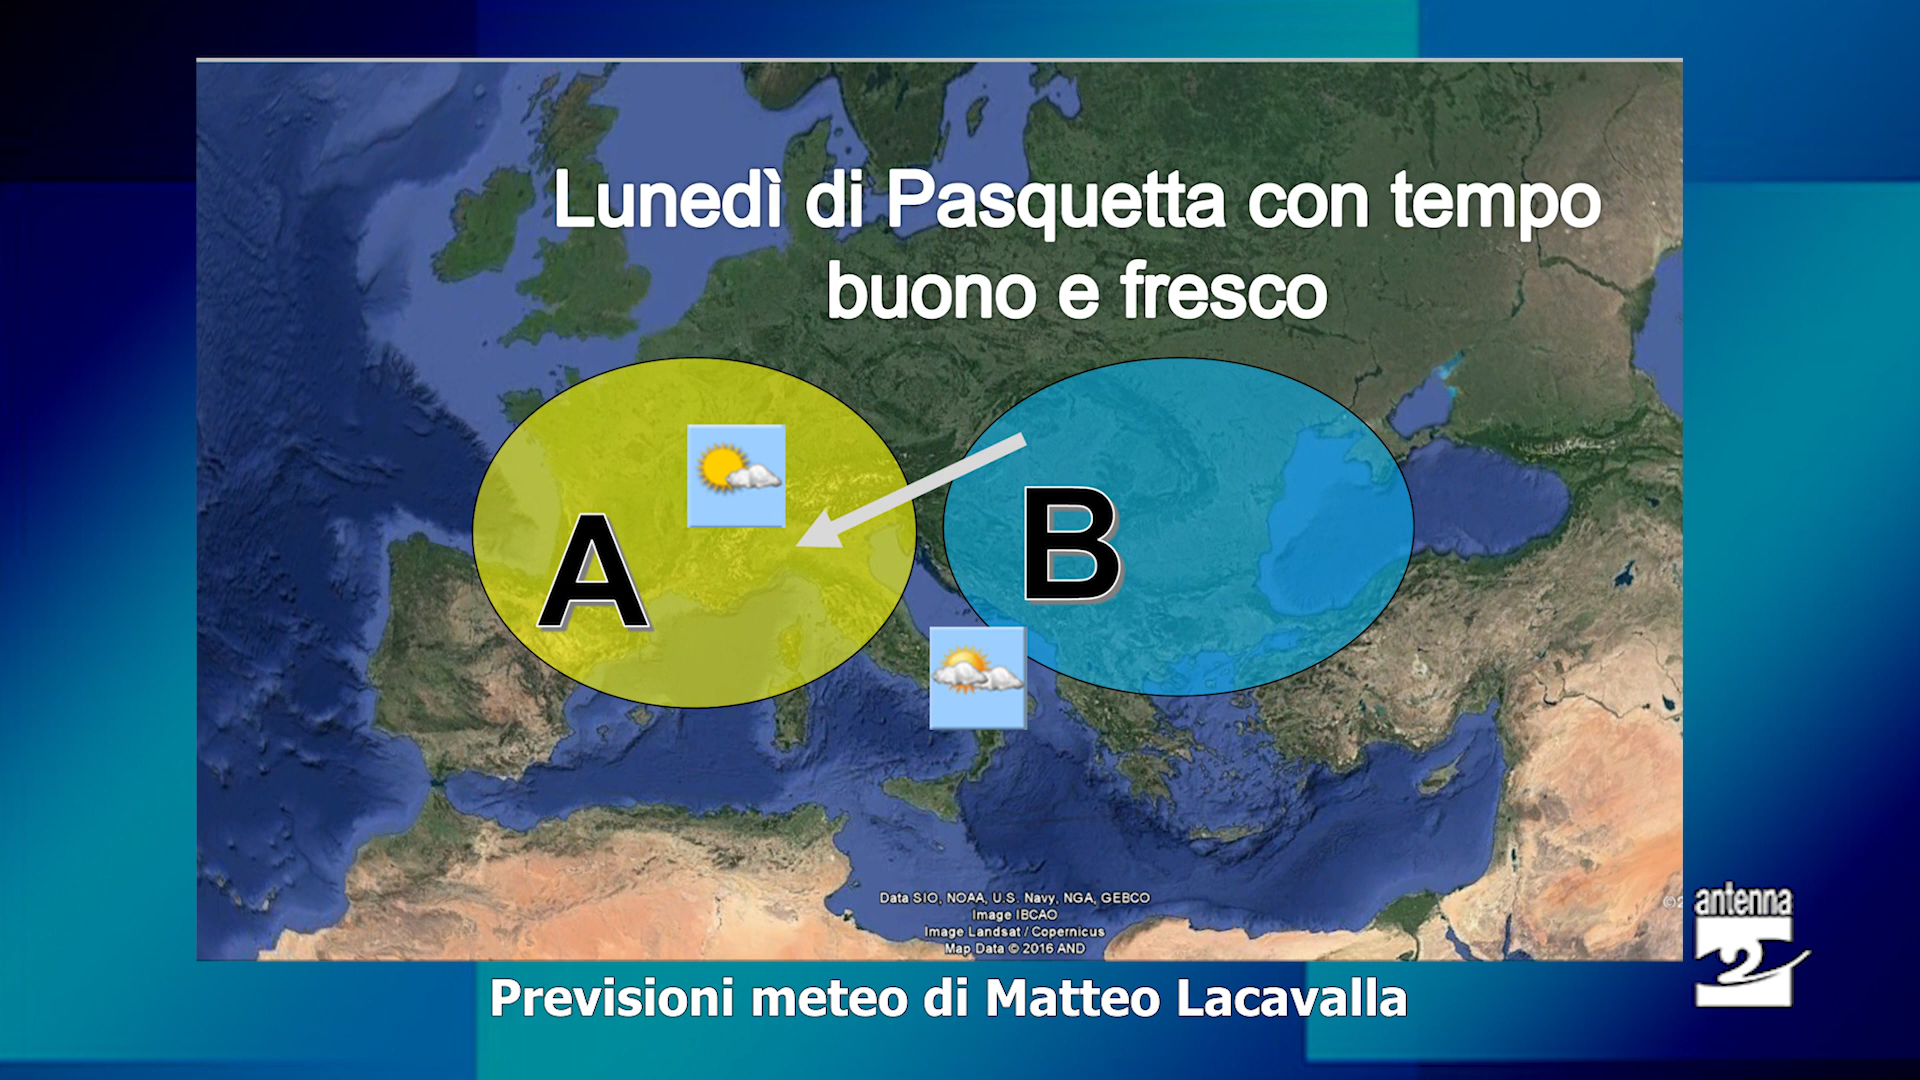 Lunedì di Pasquetta con tempo
buono e fresco
A
B
Data SIO, NOAA, U.S. Navy, NGA, GEBCO
Image IBCAO
Image Landsat / Copernicus
Map Data © 2016 AND
antenna
2
Previsioni meteo di Matteo Lacavalla